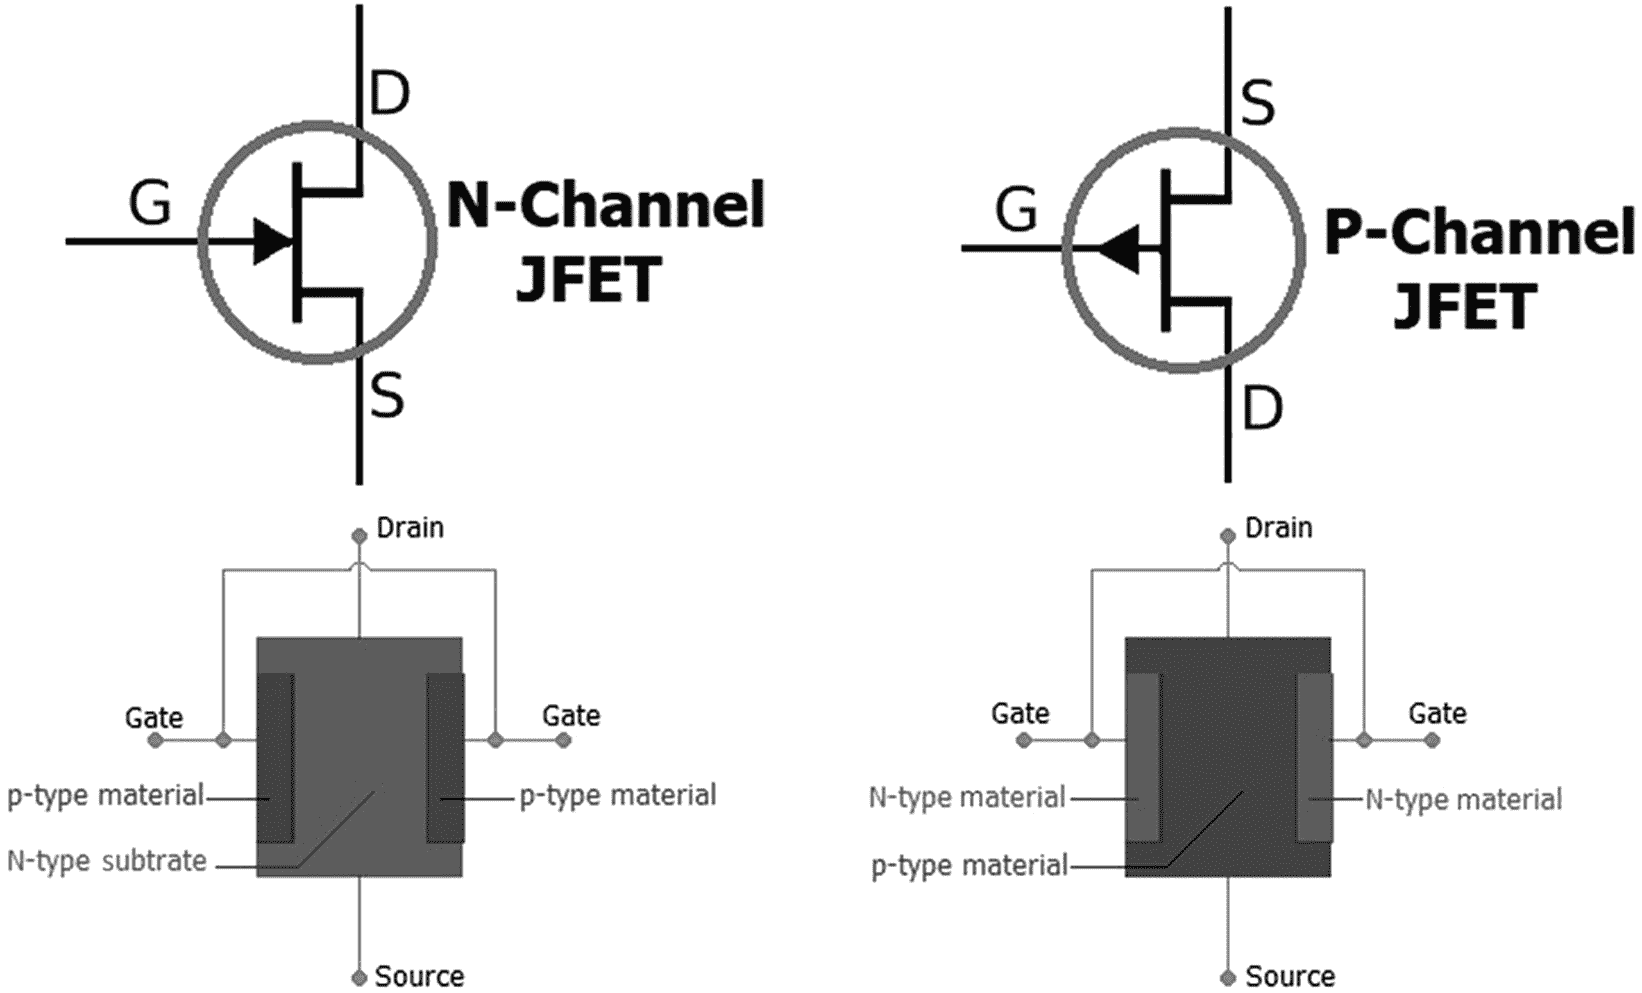 D
G
N-Channel
JFET
S
S
G
P-Channel
JFET
D
Drain
Gate
Gate
p-type material
p-type material
N-type subtrate
Source
Drain
Gate
Gate
N-type material
N-type material
p-type material
Source